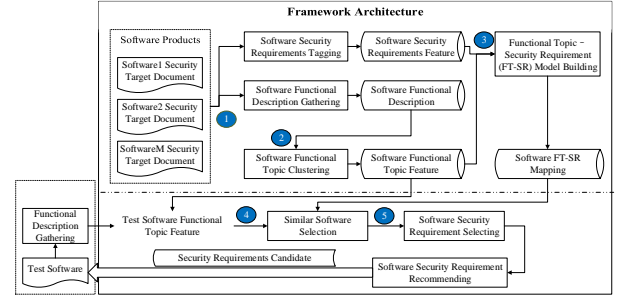 Framework Architecture
Software Products
Software1 Security
Target Document
Software2 Security
Target Document
SoftwareM Security
Target Document
1
Software Security
Requirements Tagging
Software Security
Requirements Feature
3
Functional Topic -
Security Requirement
(FT-SR) Model Building
Software Functional
Description Gathering
Software Functional
Description
2
Software Functional
Topic Clustering
Software Functional
Topic Feature
Software FT-SR
Mapping
Functional
Description
Gathering
Test Software
Test Software Functional
Topic Feature
4
Similar Software
Selection
5
Software Security
Requirement Selecting
Security Requirements Candidate
Software Security Requirement
Recommending